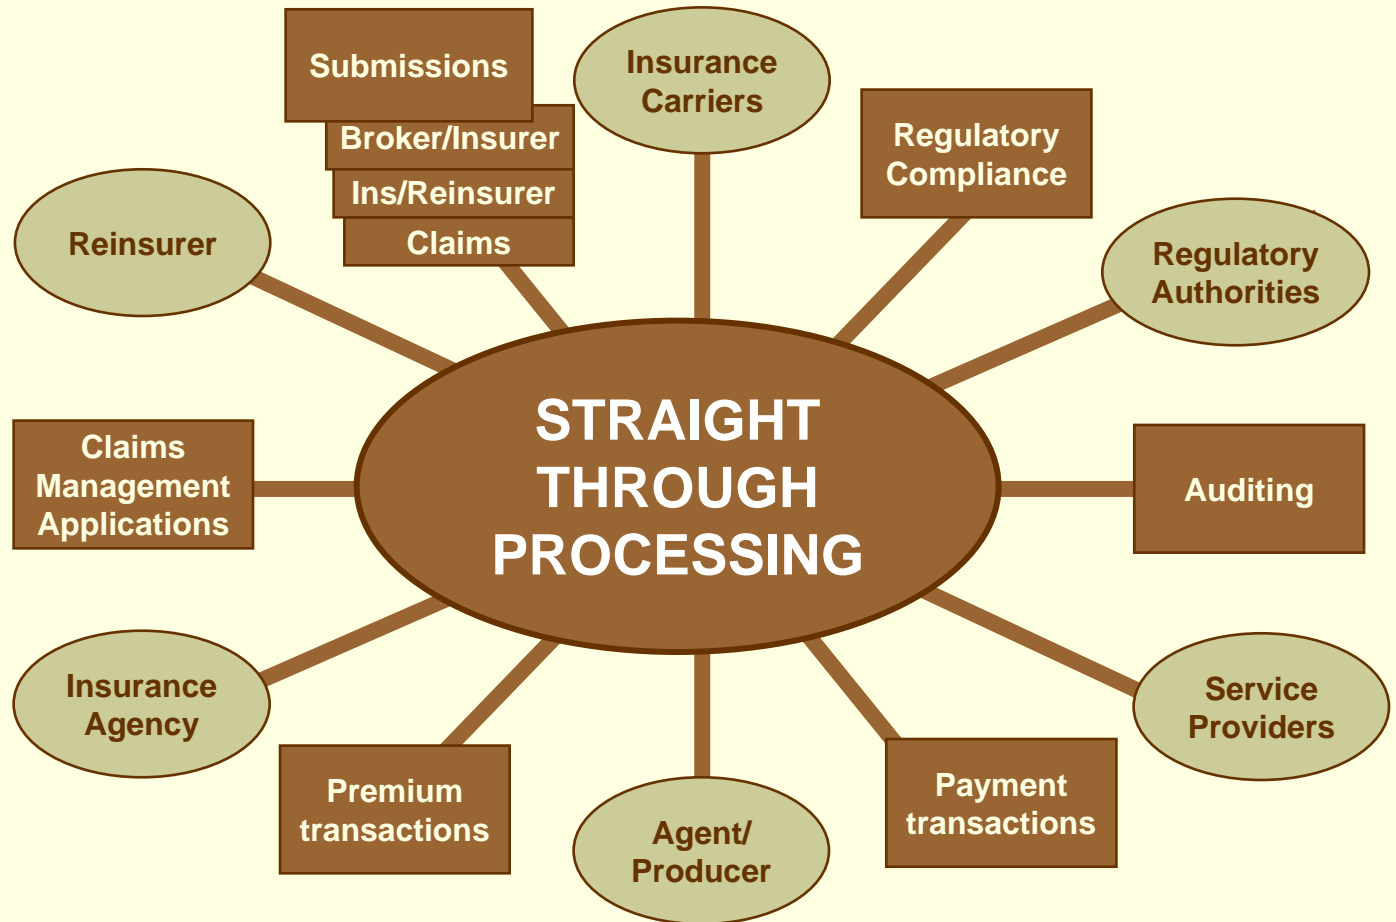 Submissions
Broker/Insurer
Ins/Reinsurer
Claims
Insurance
Carriers
Regulatory
Compliance
Reinsurer
Regulatory
Authorities
STRAIGHT
THROUGH
PROCESSING
Claims
Management
Applications
Auditing
Insurance
Agency
Service
Providers
Premium
transactions
Agent/
Producer
Payment
transactions